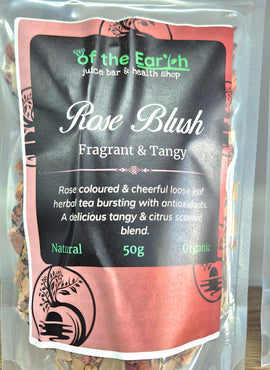 Of the Earth
juice bar & health shop
Rose Blush
Fragrant & Tangy
Rose coloured & cheerful loose leaf
herbal tea bursting with antioxidants.
A delicious tangy & citrus scented
blend.
Natural 50g Organic